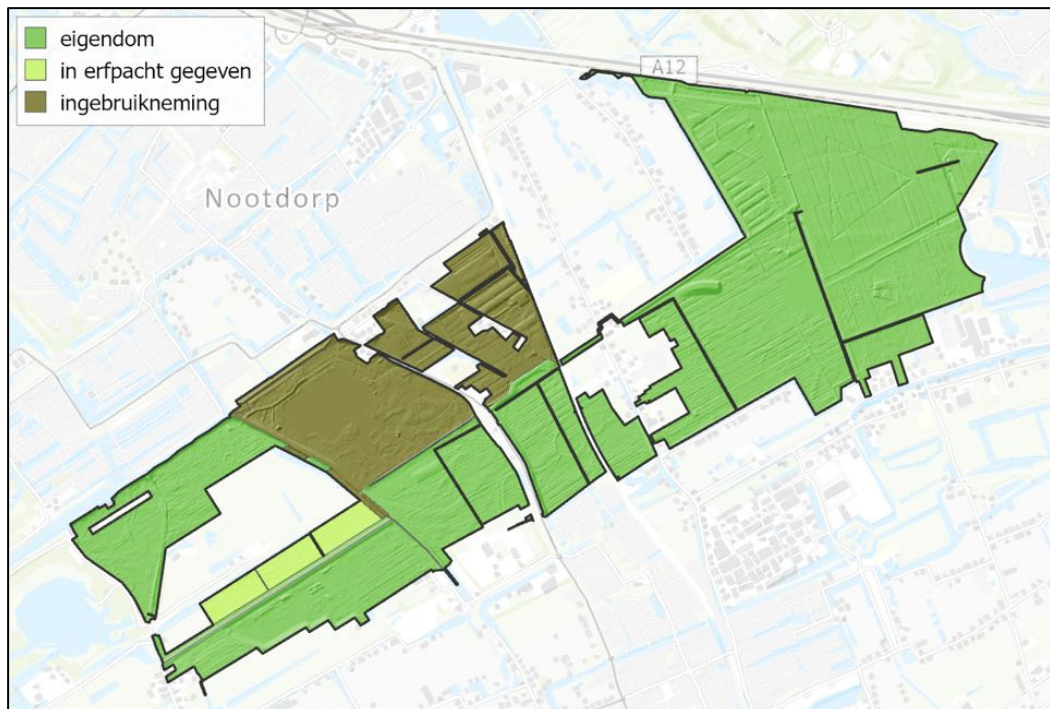 eigendom
in erfpacht gegeven
ingebruikneming
A12
Nootdorp